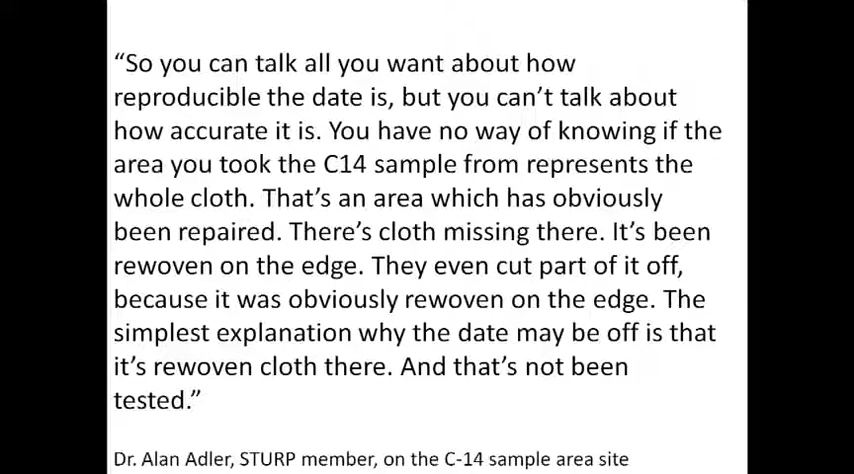 “So you can talk all you want about how
reproducible the date is, but you can’t talk about
how accurate it is. You have no way of knowing if the
area you took the C14 sample from represents the
whole cloth. That’s an area which has obviously
been repaired. There’s cloth missing there. It’s been
rewoven on the edge. They even cut part of it off,
because it was obviously rewoven on the edge. The
simplest explanation why the date may be off is that
it’s rewoven cloth there. And that’s not been
tested.”
Dr. Alan Adler, STURP member, on the C-14 sample area site